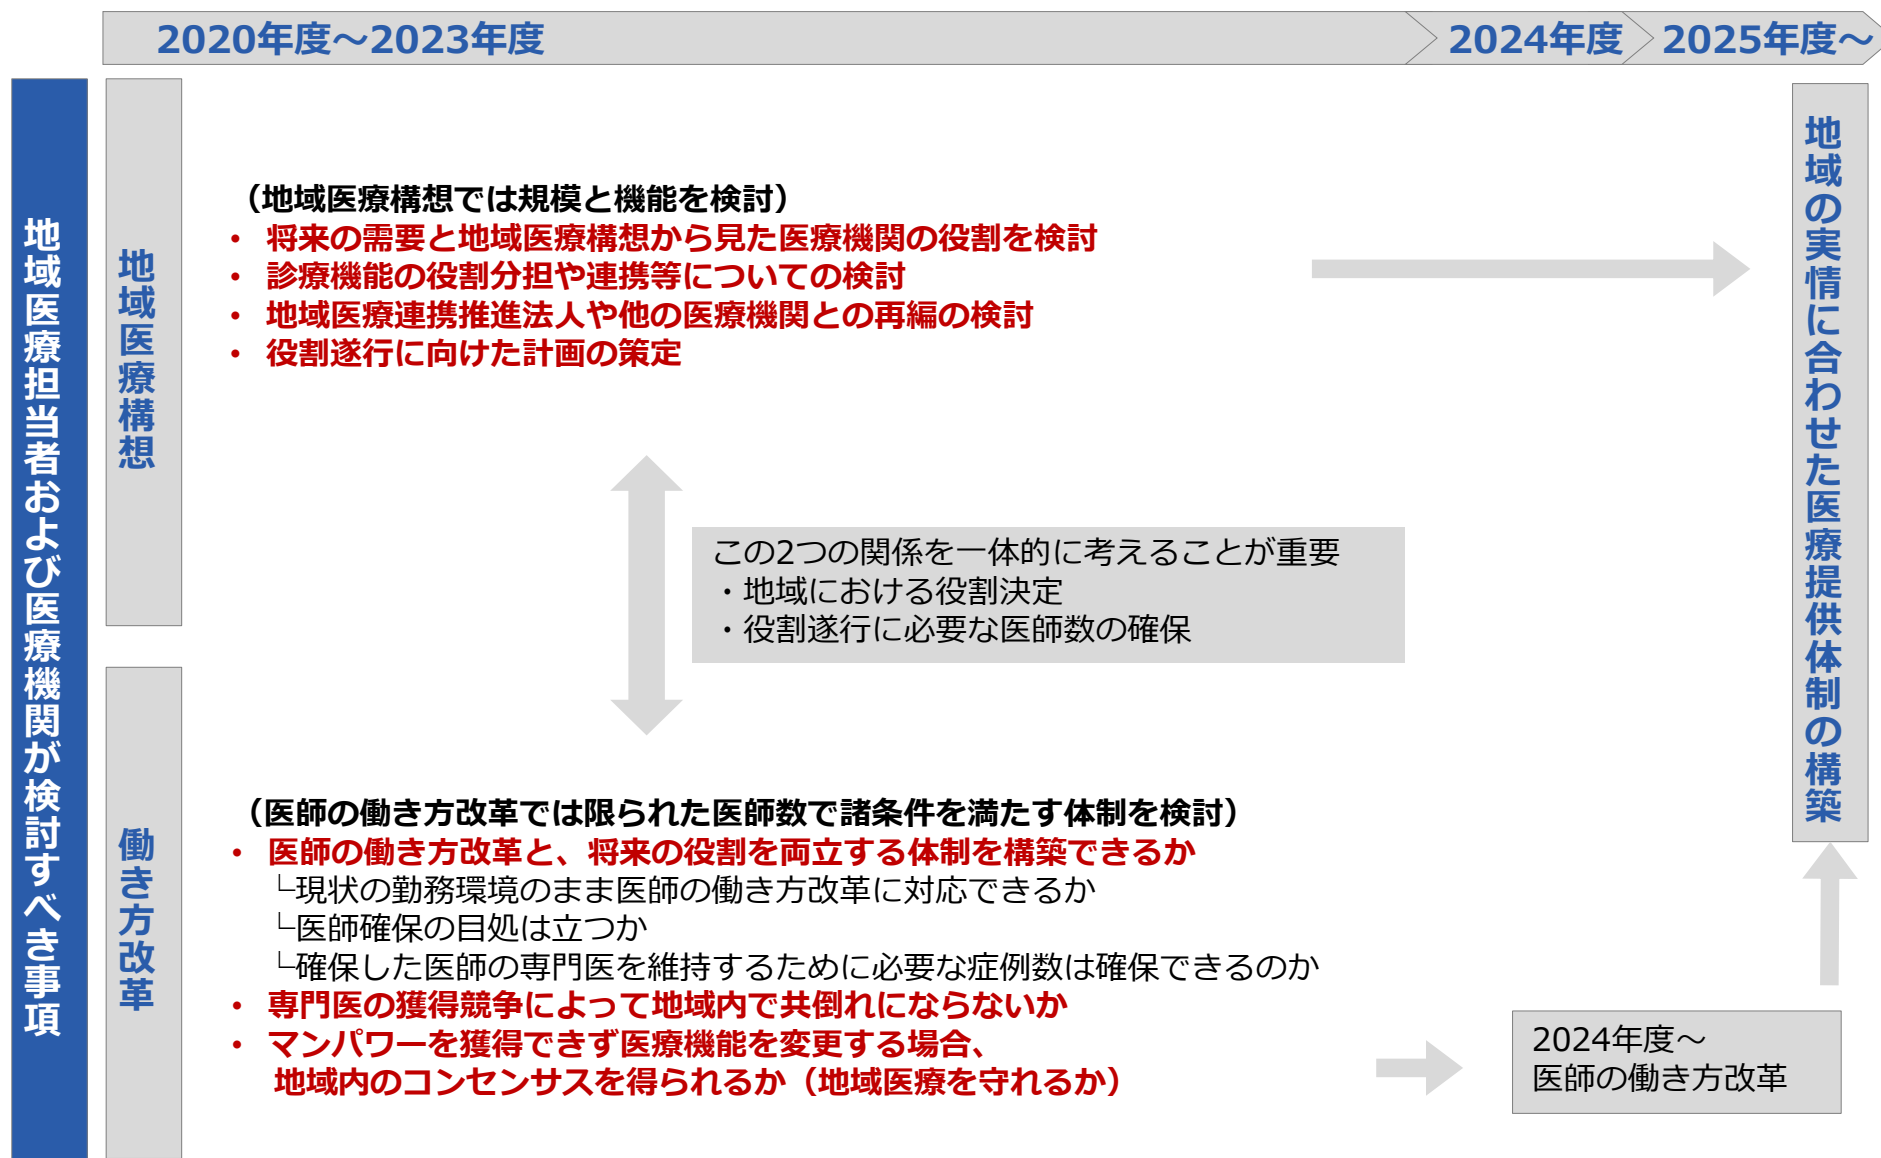 2020年度～2023年度
2024年度
2025年度～
地域医療担当者および医療機関が検討すべき事項
地域医療構想
（地域医療構想では規模と機能を検討）
• 将来の需要と地域医療構想から見た医療機関の役割を検討
• 診療機能の役割分担や連携等についての検討
• 地域医療連携推進法人や他の医療機関との再編の検討
• 役割遂行に向けた計画の策定
この2つの関係を一体的に考えることが重要
・地域における役割決定
・役割遂行に必要な医師数の確保
働き方改革
（医師の働き方改革では限られた医師数で諸条件を満たす体制を検討）
• 医師の働き方改革と、将来の役割を両立する体制を構築できるか
└現状の勤務環境のまま医師の働き方改革に対応できるか
└医師確保の目処は立つか
└確保した医師の専門医を維持するために必要な症例数は確保できるのか
• 専門医の獲得競争によって地域内で共倒れにならないか
• マンパワーを獲得できず医療機能を変更する場合、
地域内のコンセンサスを得られるか（地域医療を守れるか）
2024年度～
医師の働き方改革
地域の実情に合わせた医療提供体制の構築